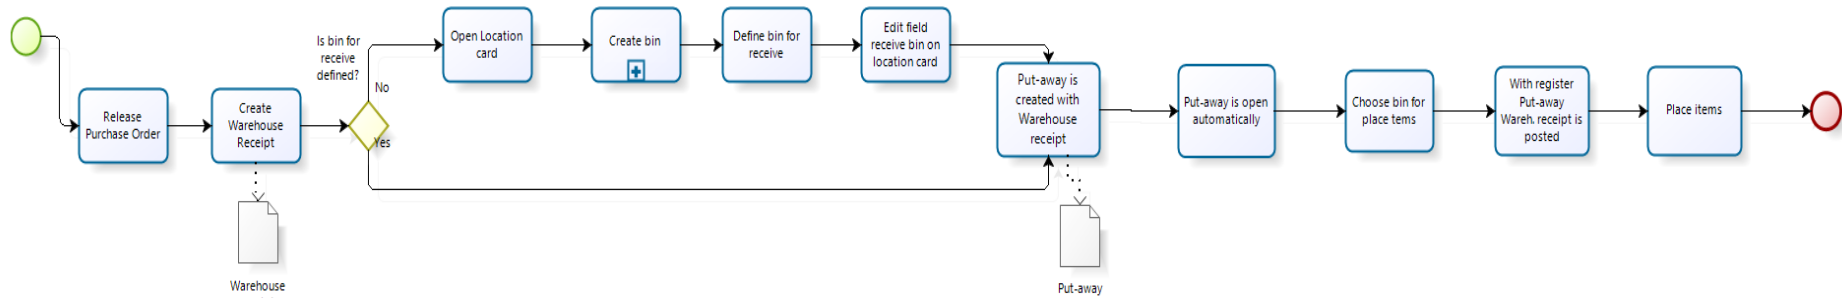 Release
Purchase Order
Create
Warehouse
Receipt
Warehouse
Is bin for
receive
defined?
No
Yes
Open Location
card
Create bin
Define bin for
receive
Edit field
receive bin on
location card
Put-away is
created with
Warehouse
receipt
Put-away
Put-away is open
automatically
Choose bin for
place tems
With register
Put-away
Wareh. receipt is
posted
Place items